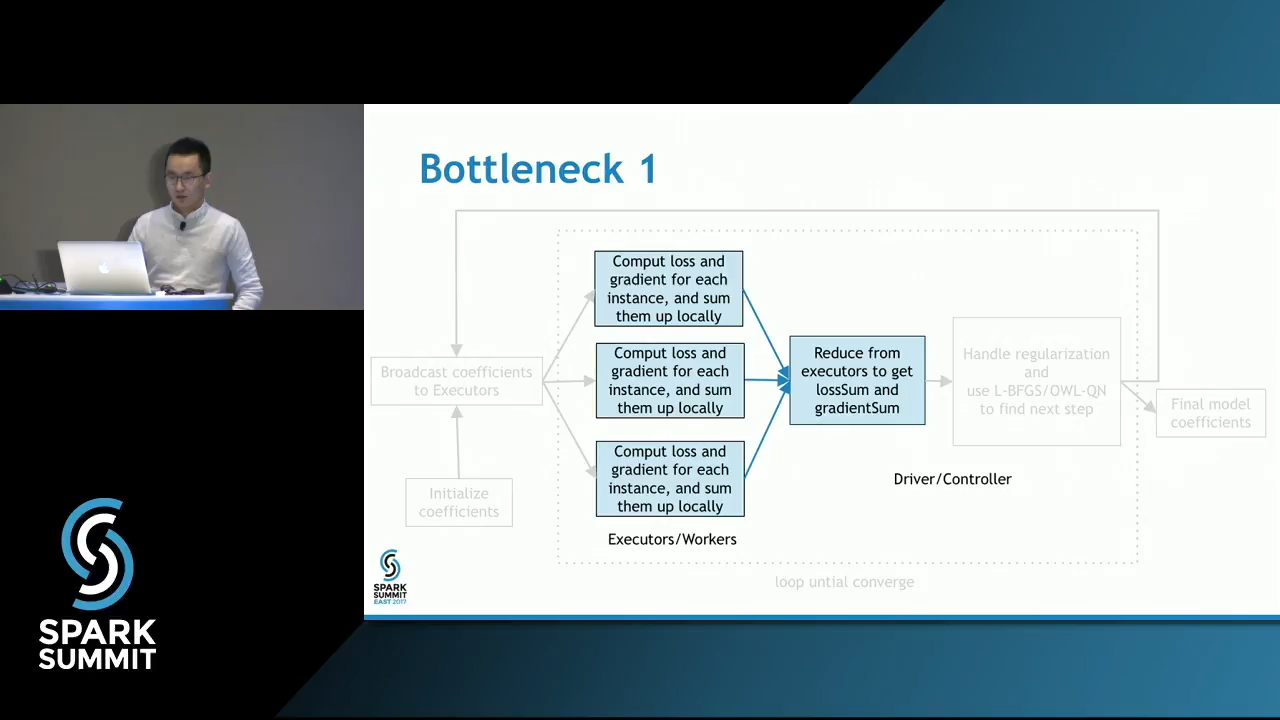 Bottleneck 1
Comput loss and
gradient for each
instance, and sum
them up locally
Broadcast coefficients
to Executors
Comput loss and
gradient for each
instance, and sum
them up locally
Reduce from
executors to get
lossSum and
gradientSum
Handle regularization
and
use L-BFGS/OWL-QN
to find next step
Final model
coefficients
Comput loss and
gradient for each
instance, and sum
them up locally
Initialize
coefficients
Driver/Controller
Executors/Workers
loop untial converge
SPARK
SUMMIT
EAST 2017
SPARK
SUMMIT